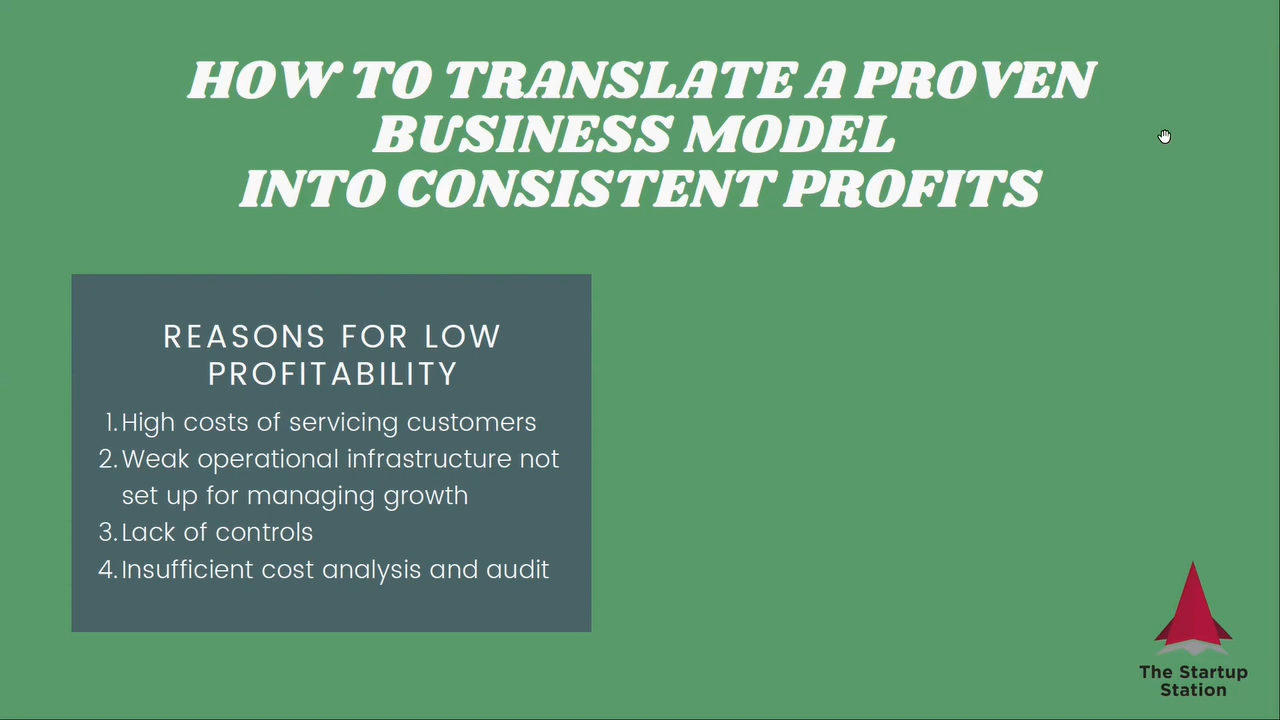 HOW TO TRANSLATE A PROVEN
BUSINESS MODEL
INTO CONSISTENT PROFITS
REASONS FOR LOW
PROFITABILITY
1. High costs of servicing customers
2. Weak operational infrastructure not
set up for managing growth
3. Lack of controls
4. Insufficient cost analysis and audit
The Startup
Station